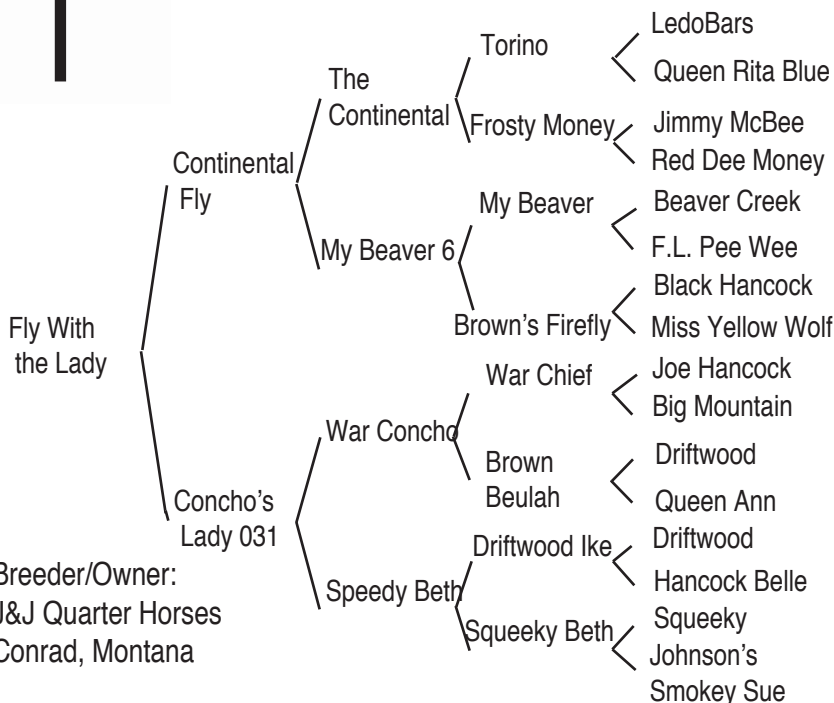 Fly With
the Lady
Continental
Fly
Concho's
Lady 031
The
Continental
My Beaver 6
War Concho
Speedy Beth
Torino
Frosty Money
My Beaver
Brown's Firefly
War Chief
Brown
Beulah
Driftwood Ike
Squeeky Beth
LedoBars
Queen Rita Blue
Jimmy McBee
Red Dee Money
Beaver Creek
F.L. Pee Wee
Black Hancock
Miss Yellow Wolf
Joe Hancock
Big Mountain
Driftwood
Queen Ann
Driftwood
Hancock Belle
Squeeky
Johnson's
Smokey Sue
Breeder/Owner:
J&J Quarter Horses
Conrad, Montana